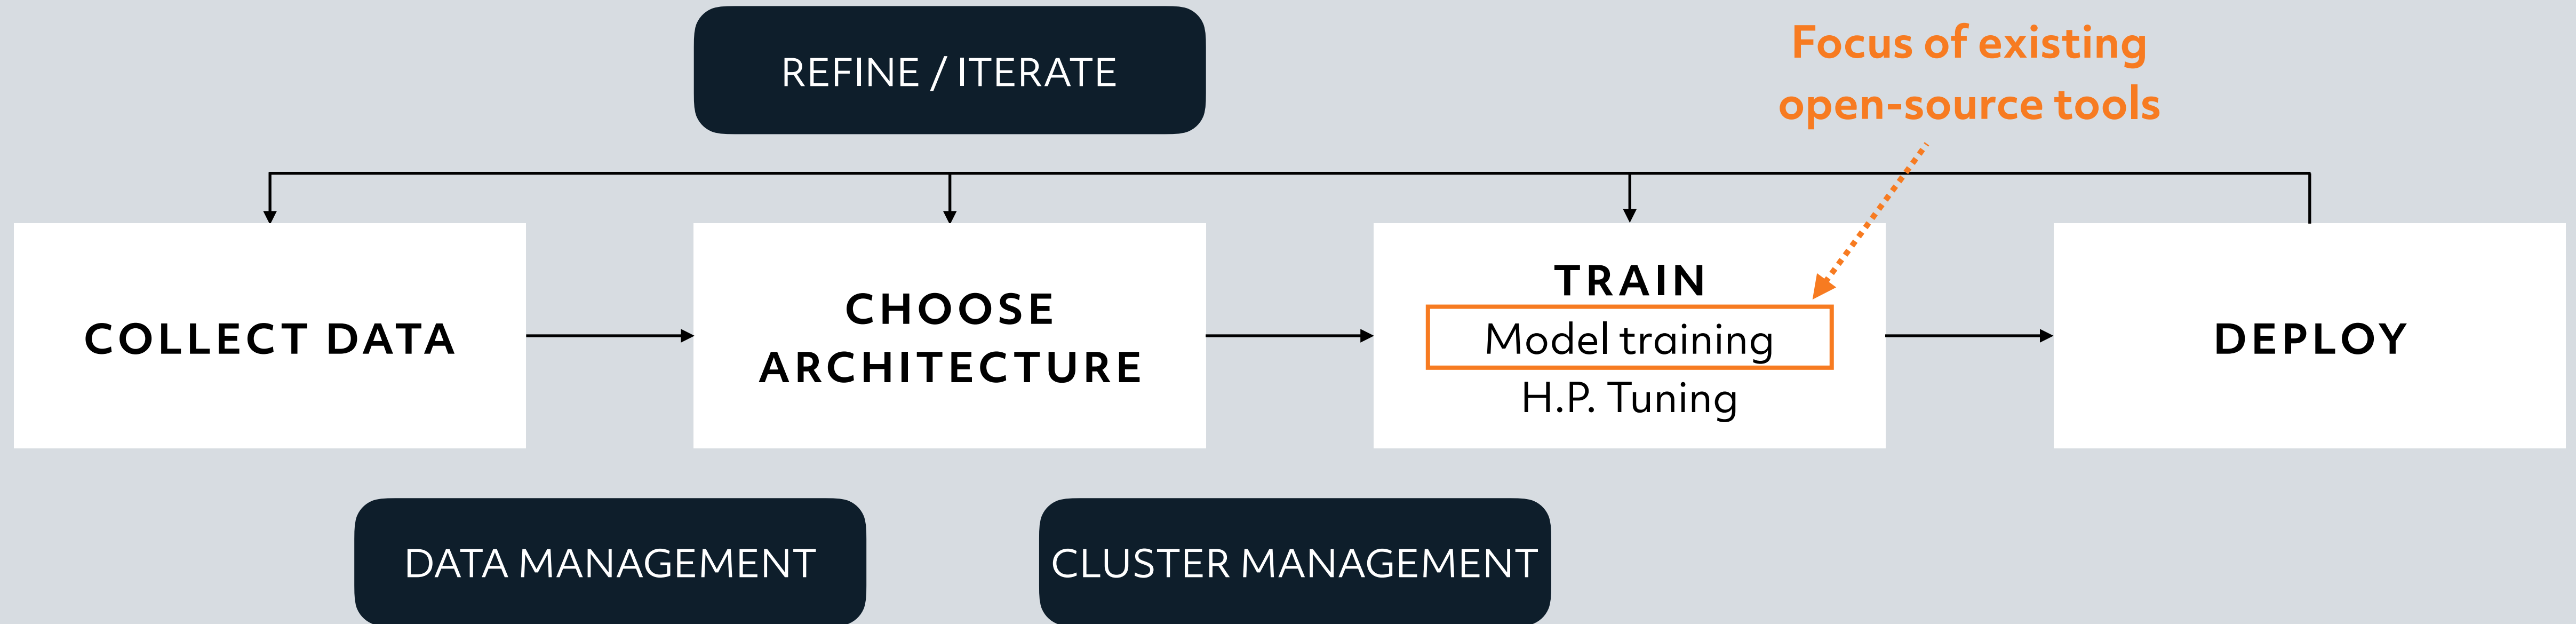 REFINE / ITERATE
Focus of existing
open-source tools
COLLECT DATA
CHOOSE
ARCHITECTURE
TRAIN
Model training
H.P. Tuning
DEPLOY
DATA MANAGEMENT
CLUSTER MANAGEMENT